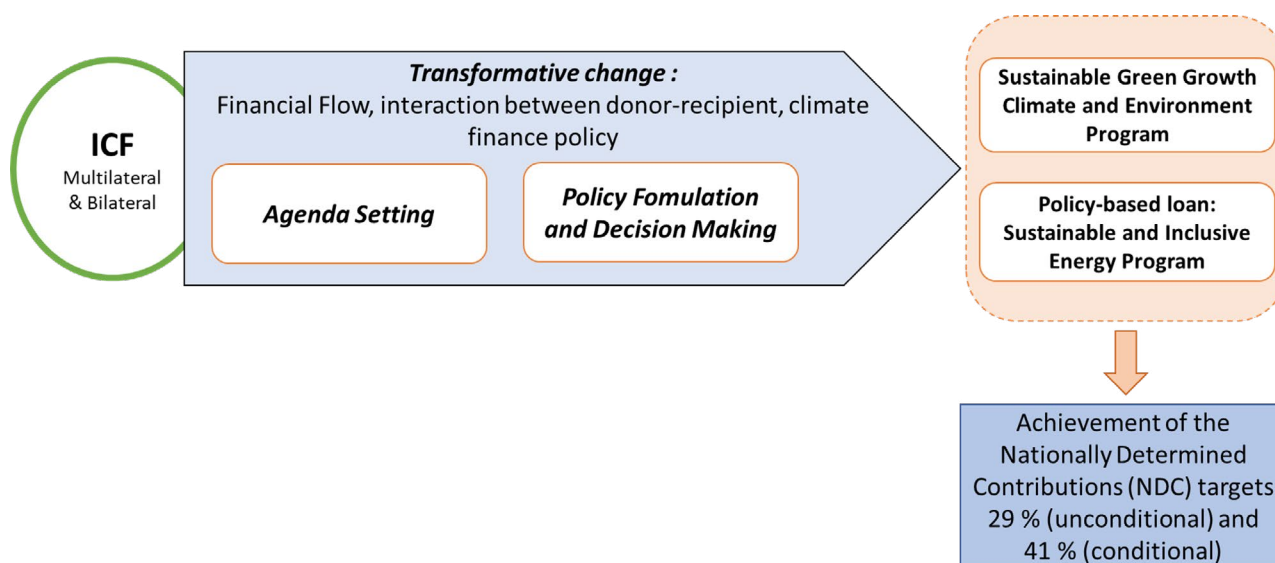 ICF
Multilateral
& Bilateral
Transformative change :
Financial Flow, interaction between donor-recipient, climate
finance policy
Agenda Setting
Policy Fomulation
and Decision Making
Sustainable Green Growth
Climate and Environment
Program
Policy-based loan:
Sustainable and Inclusive
Energy Program
Achievement of the
Nationally Determined
Contributions (NDC) targets
29 % (unconditional) and
41 % (conditional)